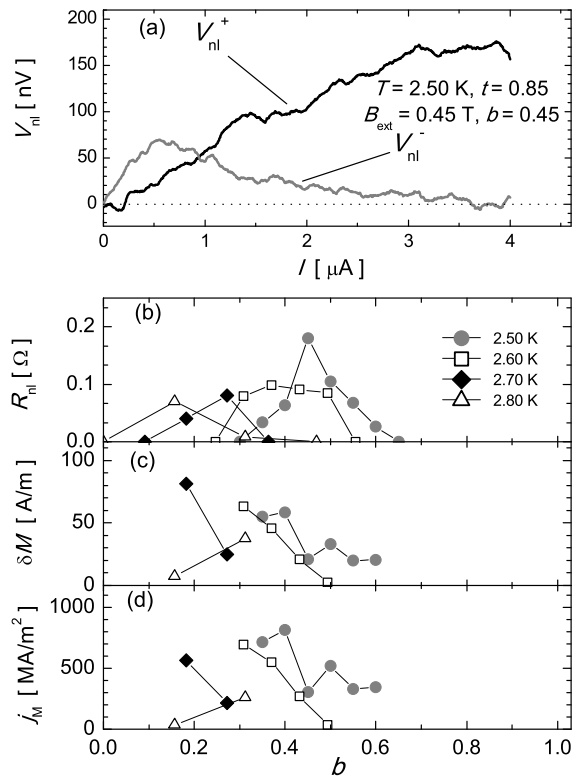 (a)
V_nl^+
T = 2.50 K, t = 0.85
B_ext = 0.45 T, b = 0.45
V_nl^-
V_nl [ nV ]
200
150
100
50
0
0 1 2 3 4
I [ μA ]
(b)
R_nl [ Ω ]
0.2
0.1
0.0
2.50 K
2.60 K
2.70 K
2.80 K
(c)
δM [ A/m ]
100
50
0
(d)
j_M [ MA/m² ]
1000
500
0
0.0 0.2 0.4 0.6 0.8 1.0
b